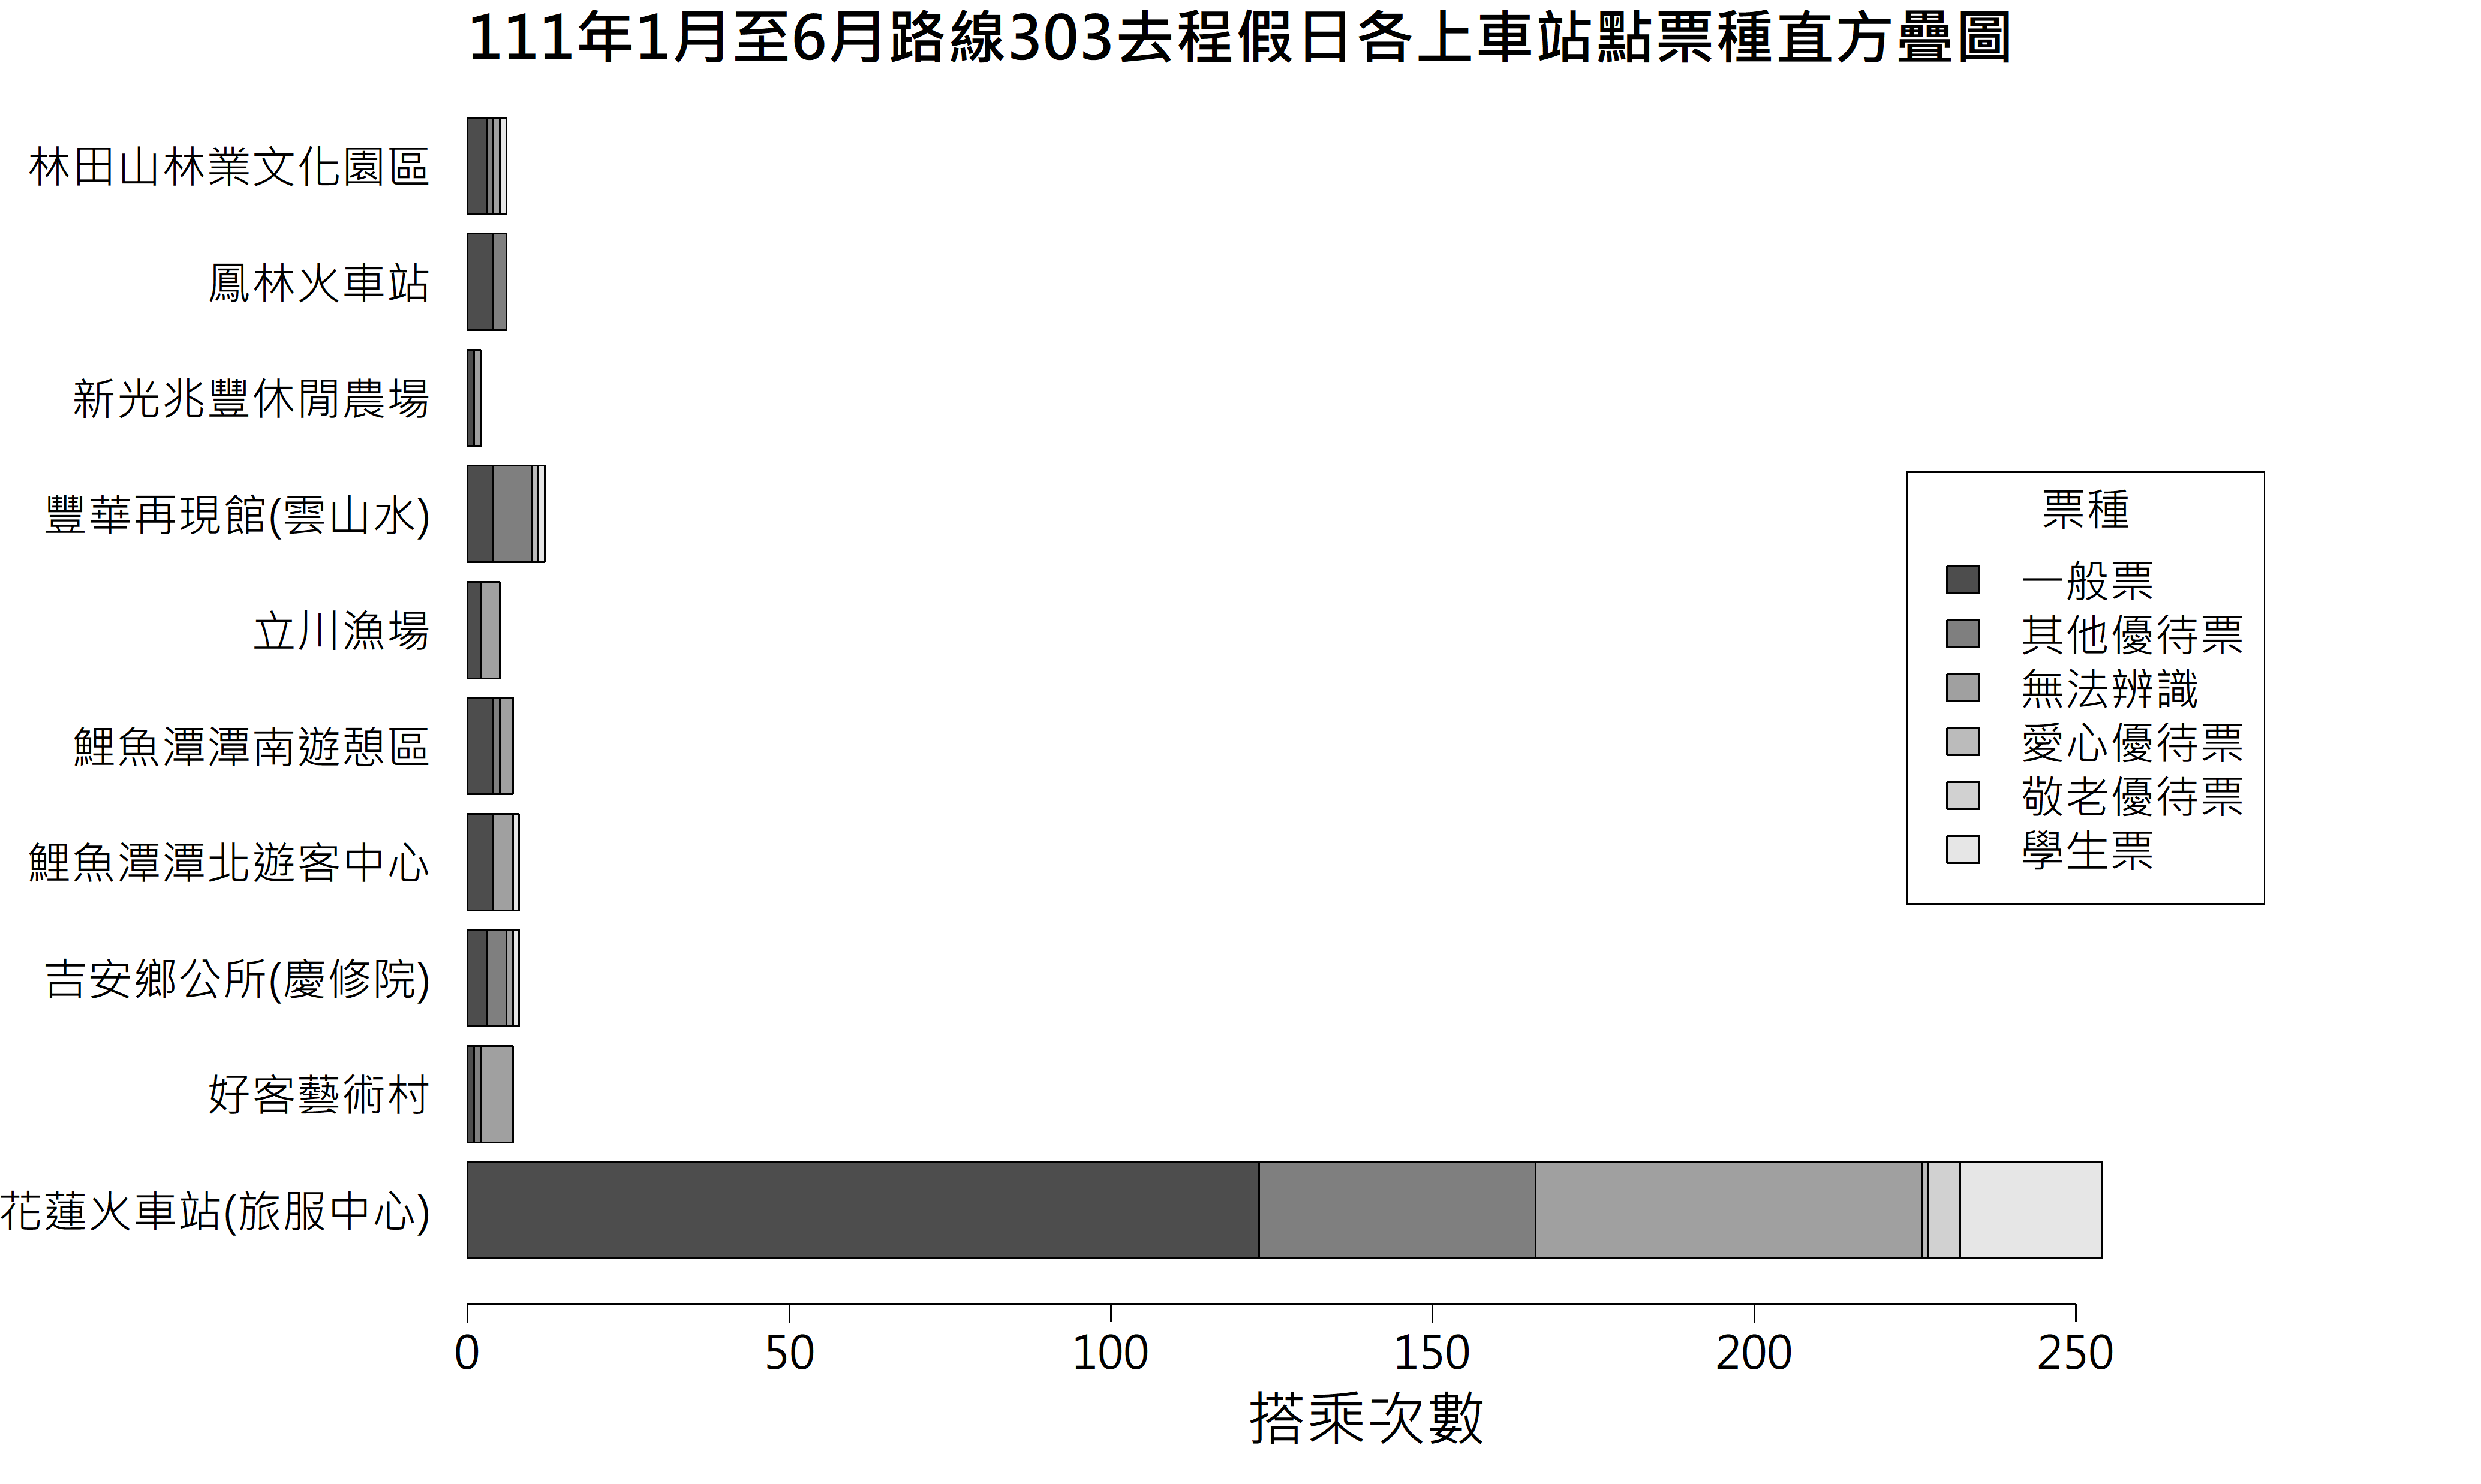 111年1月至6月路線303去程假日各上車站點票種直方疊圖
林田山林業文化園區
鳳林火車站
新光兆豐休閒農場
豐華再現館(雲山水)
立川漁場
鯉魚潭潭南遊憩區
鯉魚潭潭北遊客中心
吉安鄉公所(慶修院)
好客藝術村
花蓮火車站(旅服中心)
票種
一般票
其他優待票
無法辨識
愛心優待票
敬老優待票
學生票
0 50 100 150 200 250
搭乘次數